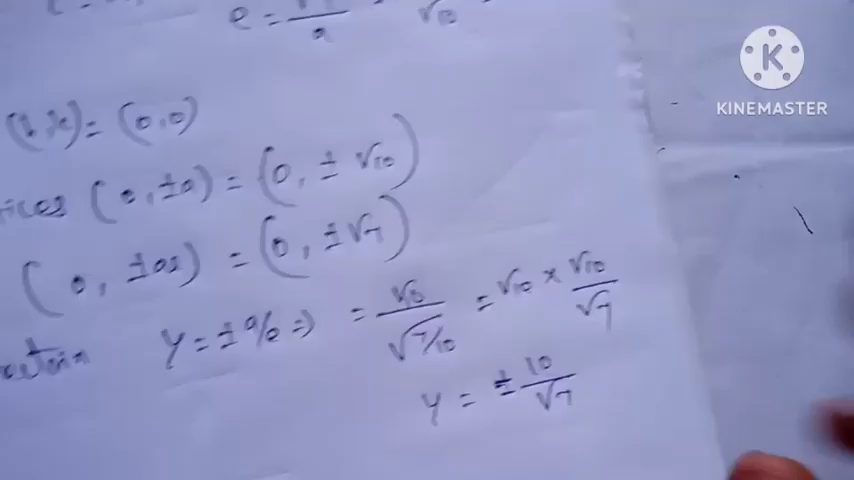 e = √7 / √10
K
KINEMASTER
(h,k) = (0,0)
(0,±a) = (0, ± √10)
(0, ±ae) = (0, ±√7)
y = ±a/e ⇒ = √10 / √7/10 = √10 × √10 / √7
y = ± 10 / √7